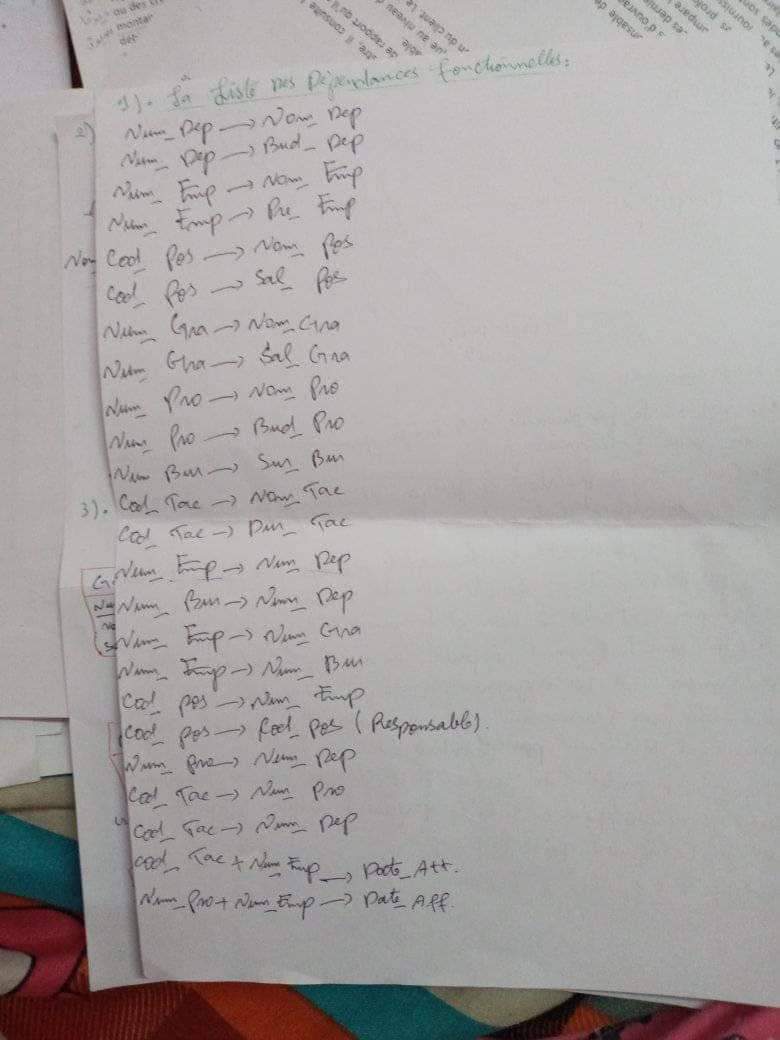 1). La Liste Des Dépendances fonctionnelles:
Num_Dep → Nom_Dep
Num_Dep → Bud_Dep
Num_Emp → Nom_Emp
Num_Emp → Pre_Emp
Cod_Pos → Nom_Pos
Cod_Pos → Sal_Pos
Num_Gra → Nom_Gra
Num_Gra → Sal_Gra
Num_Pro → Nom_Pro
Num_Pro → Bud_Pro
Num_Bur → Sur_Bur
Cod_Tac → Nom_Tac
Cod_Tac → Dur_Tac
Num_Emp → Num_Dep
Num_Bur → Num_Dep
Num_Emp → Num_Gra
Num_Emp → Num_Bur
Cod_pos → Num_Emp
Cod_pos → Cod_pos (Responsable).
Num_Pro → Num_Dep
Cod_Tac → Num_Pro
Cod_Tac → Num_Dep
Cod_Tac + Num_Emp → Date_Att.
Num_Pro + Num_Emp → Date_Aff.
2)
3).